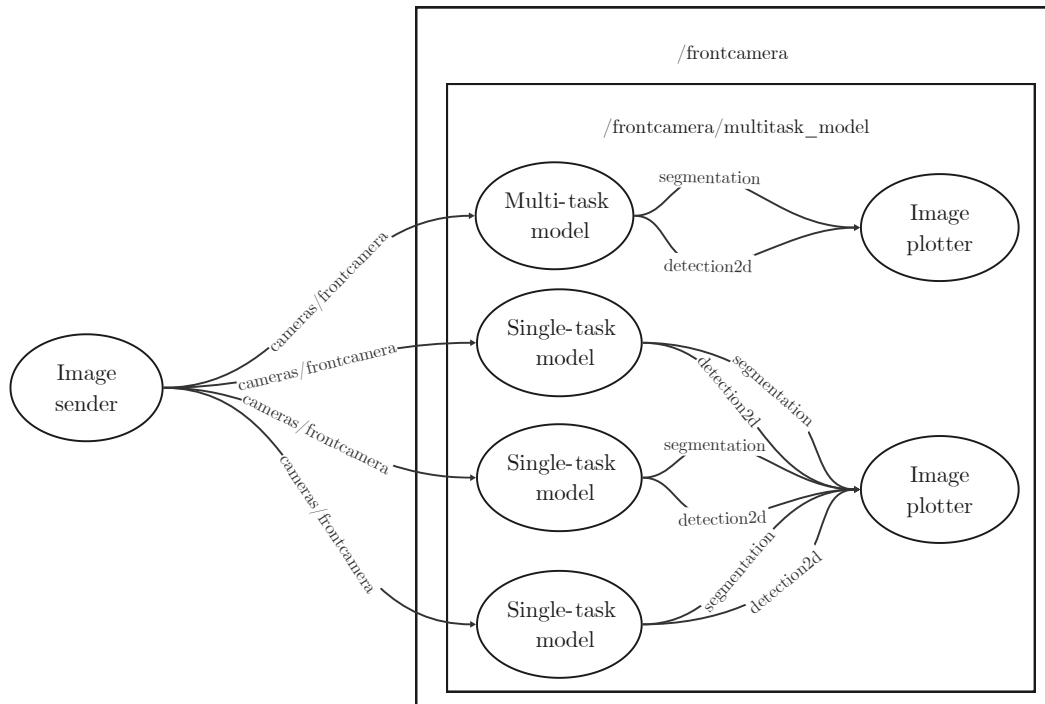 /frontcamera
/frontcamera/multitask_model
Multi-task
model
segmentation
detection2d
Image
plotter
cameras/frontcamera
Image
sender
cameras/frontcamera
Single-task
model
segmentation
detection2d
cameras/frontcamera
Single-task
model
segmentation
detection2d
Image
plotter
cameras/frontcamera
Single-task
model
segmentation
detection2d